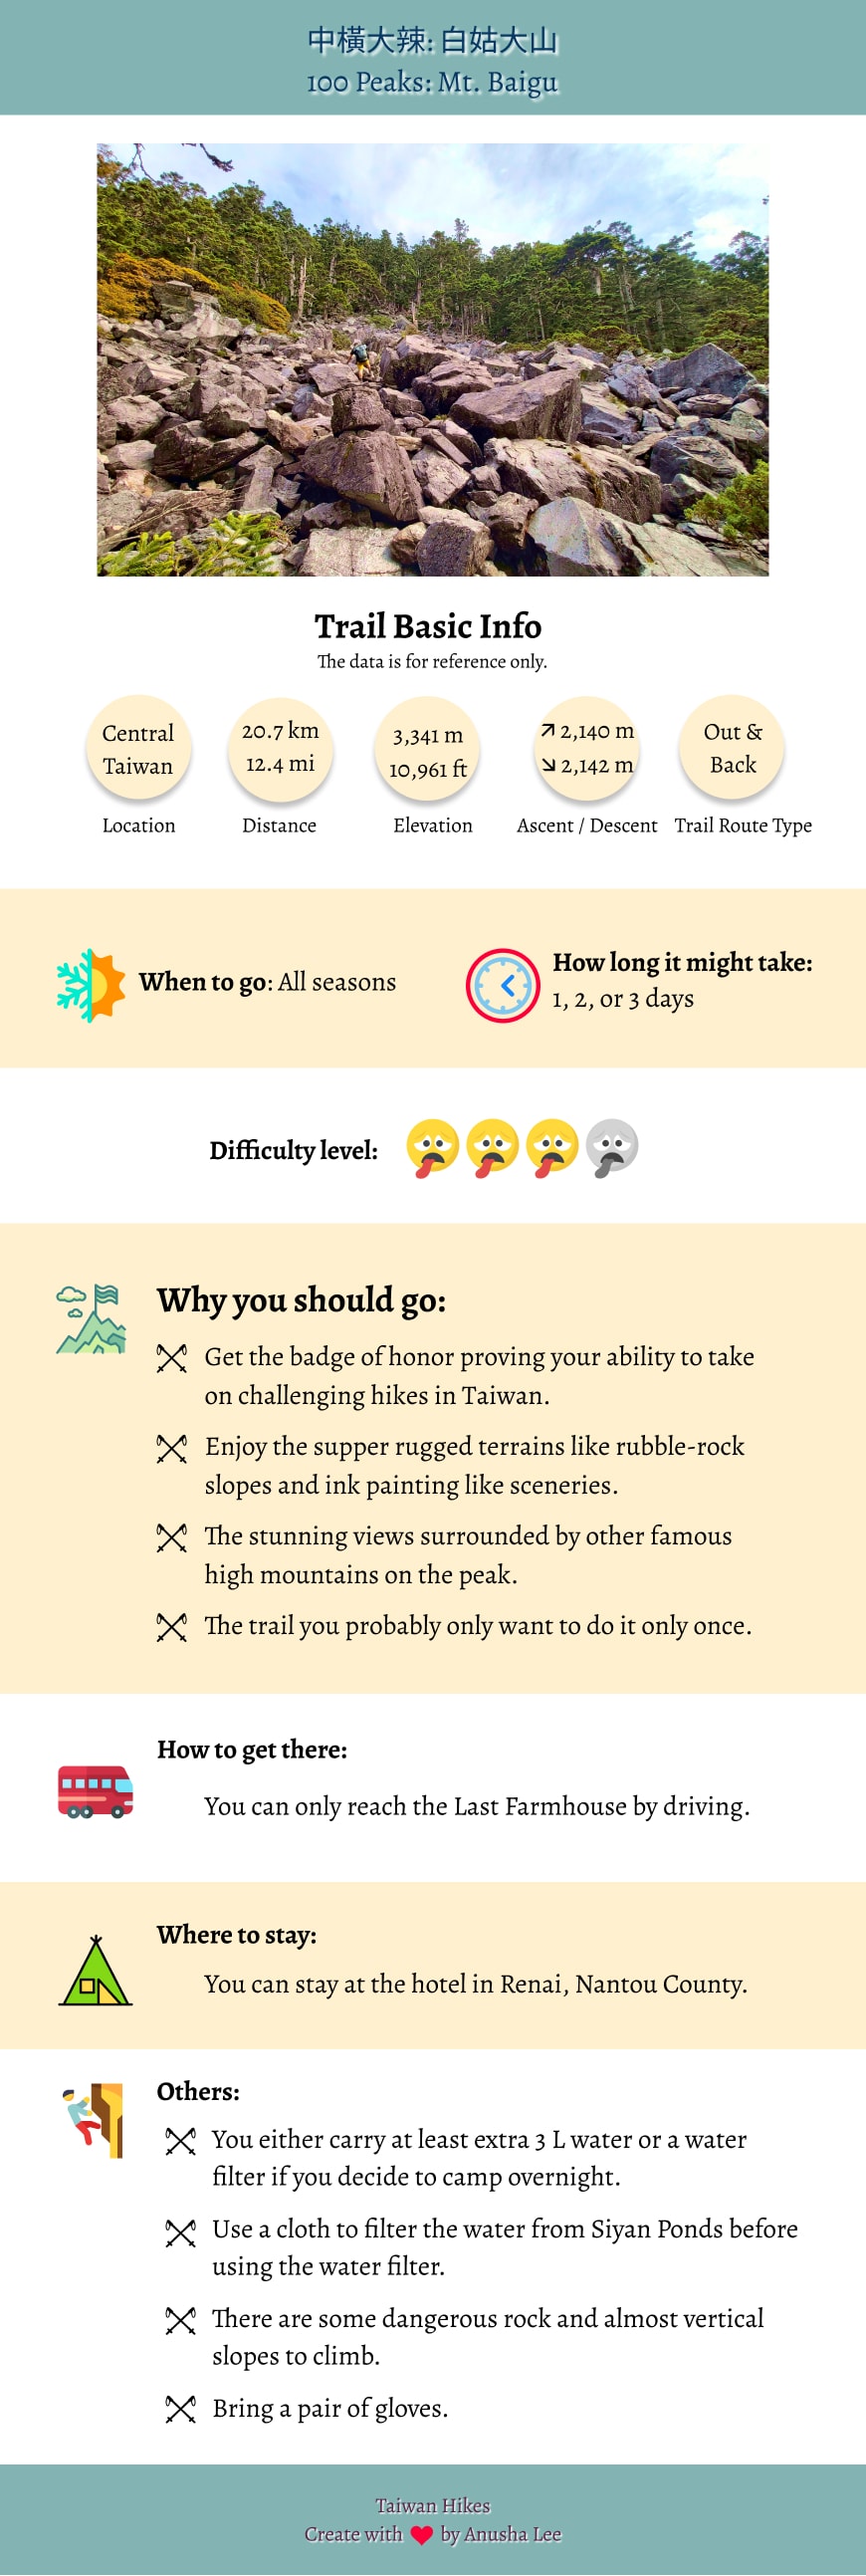 中橫大辣: 白姑大山
100 Peaks: Mt. Baigu
Trail Basic Info
The data is for reference only.
Central
Taiwan
Location
20.7 km
12.4 mi
Distance
3,341 m
10,961 ft
Elevation
↗ 2,140 m
↘ 2,142 m
Ascent / Descent
Out &
Back
Trail Route Type
When to go: All seasons
How long it might take:
1, 2, or 3 days
Difficulty level:
Why you should go:
Get the badge of honor proving your ability to take
on challenging hikes in Taiwan.
Enjoy the supper rugged terrains like rubble-rock
slopes and ink painting like sceneries.
The stunning views surrounded by other famous
high mountains on the peak.
The trail you probably only want to do it only once.
How to get there:
You can only reach the Last Farmhouse by driving.
Where to stay:
You can stay at the hotel in Renai, Nantou County.
Others:
You either carry at least extra 3 L water or a water
filter if you decide to camp overnight.
Use a cloth to filter the water from Siyan Ponds before
using the water filter.
There are some dangerous rock and almost vertical
slopes to climb.
Bring a pair of gloves.
Taiwan Hikes
Create with ❤ by Anusha Lee